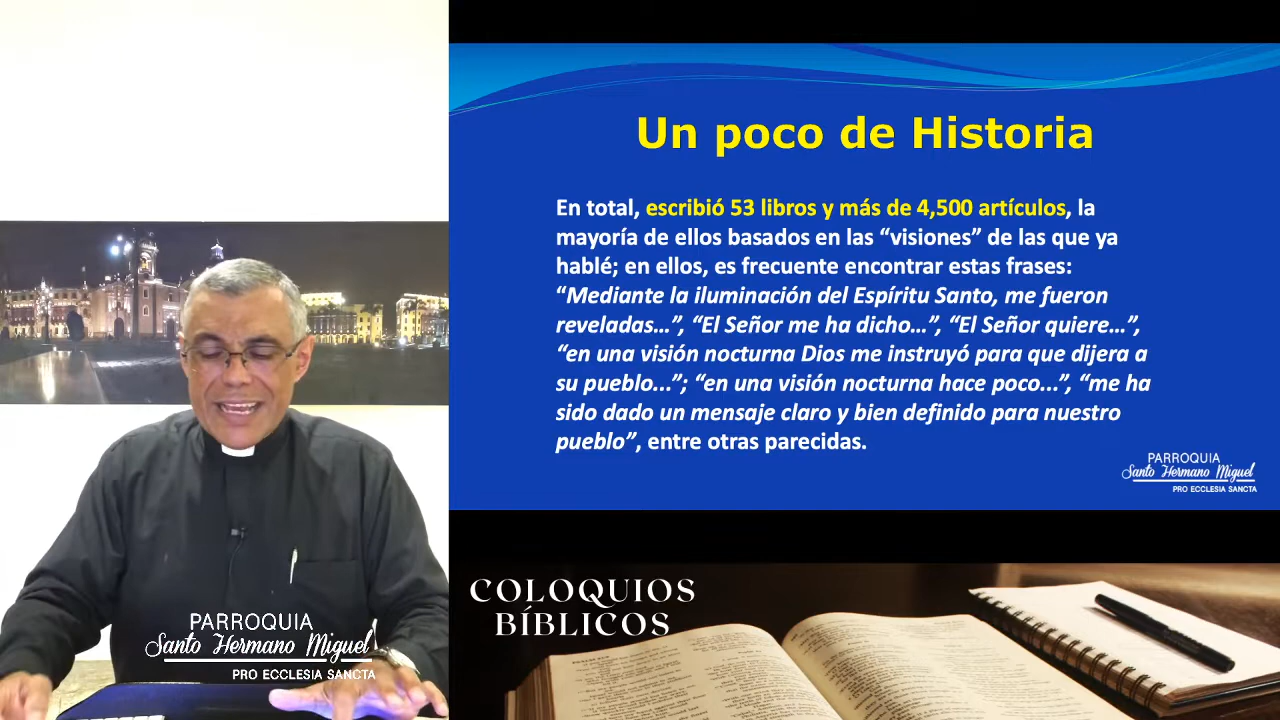 Un poco de Historia
En total, escribió 53 libros y más de 4,500 artículos, la
mayoría de ellos basados en las “visiones” de las que ya
hablé; en ellos, es frecuente encontrar estas frases:
“Mediante la iluminación del Espíritu Santo, me fueron
reveladas…”, “El Señor me ha dicho…”, “El Señor quiere…”,
“en una visión nocturna Dios me instruyó para que dijera a
su pueblo...”; “en una visión nocturna hace poco...”, “me ha
sido dado un mensaje claro y bien definido para nuestro
pueblo”, entre otras parecidas.
PARROQUIA
Santo Hermano Miguel
PRO ECCLESIA SANCTA
PARROQUIA
Santo Hermano Miguel
PRO ECCLESIA SANCTA
COLOQUIOS
BÍBLICOS